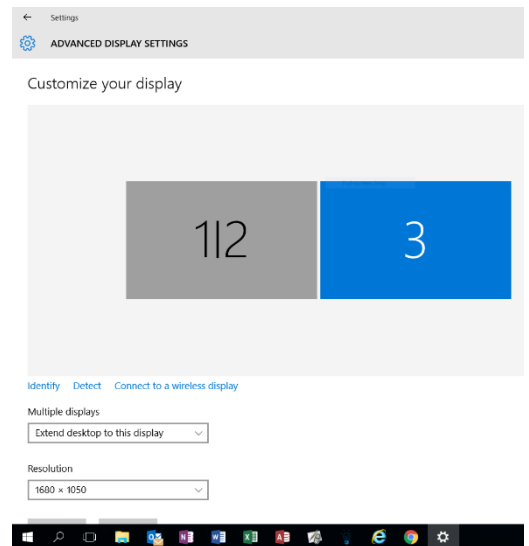 Settings
ADVANCED DISPLAY SETTINGS
Customize your display
1|2
3
Identify Detect Connect to a wireless display
Multiple displays
Extend desktop to this display
Resolution
1680 × 1050